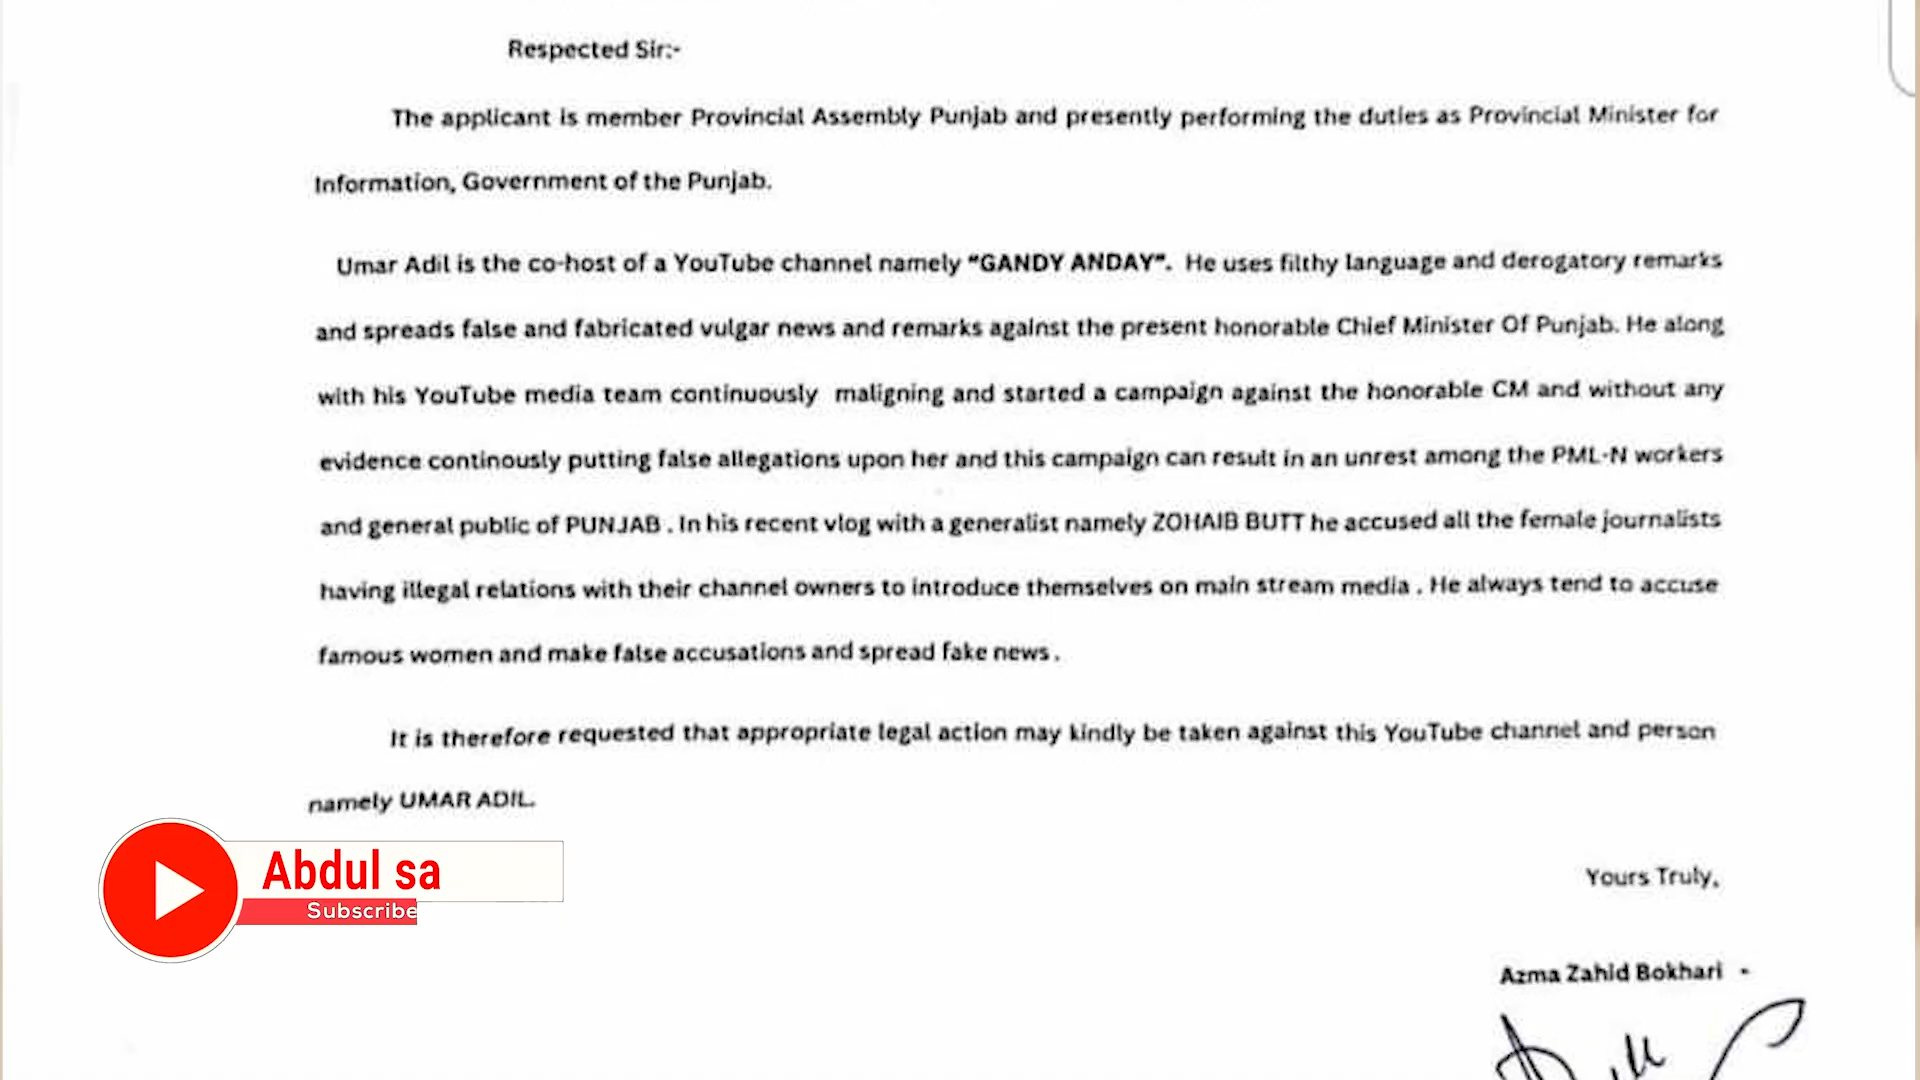 Respected Sir:-
The applicant is member Provincial Assembly Punjab and presently performing the duties as Provincial Minister for
Information, Government of the Punjab.
Umar Adil is the co-host of a YouTube channel namely "GANDY ANDAY". He uses filthy language and derogatory remarks
and spreads false and fabricated vulgar news and remarks against the present honorable Chief Minister Of Punjab. He along
with his YouTube media team continuously maligning and started a campaign against the honorable CM and without any
evidence continously putting false allegations upon her and this campaign can result in an unrest among the PML-N workers
and general public of PUNJAB . In his recent vlog with a generalist namely ZOHAIB BUTT he accused all the female journalists
having illegal relations with their channel owners to introduce themselves on main stream media . He always tend to accuse
famous women and make false accusations and spread fake news .
It is therefore requested that appropriate legal action may kindly be taken against this YouTube channel and person
namely UMAR ADIL.
Abdul sa
Subscribe
Yours Truly,
Azma Zahid Bokhari -